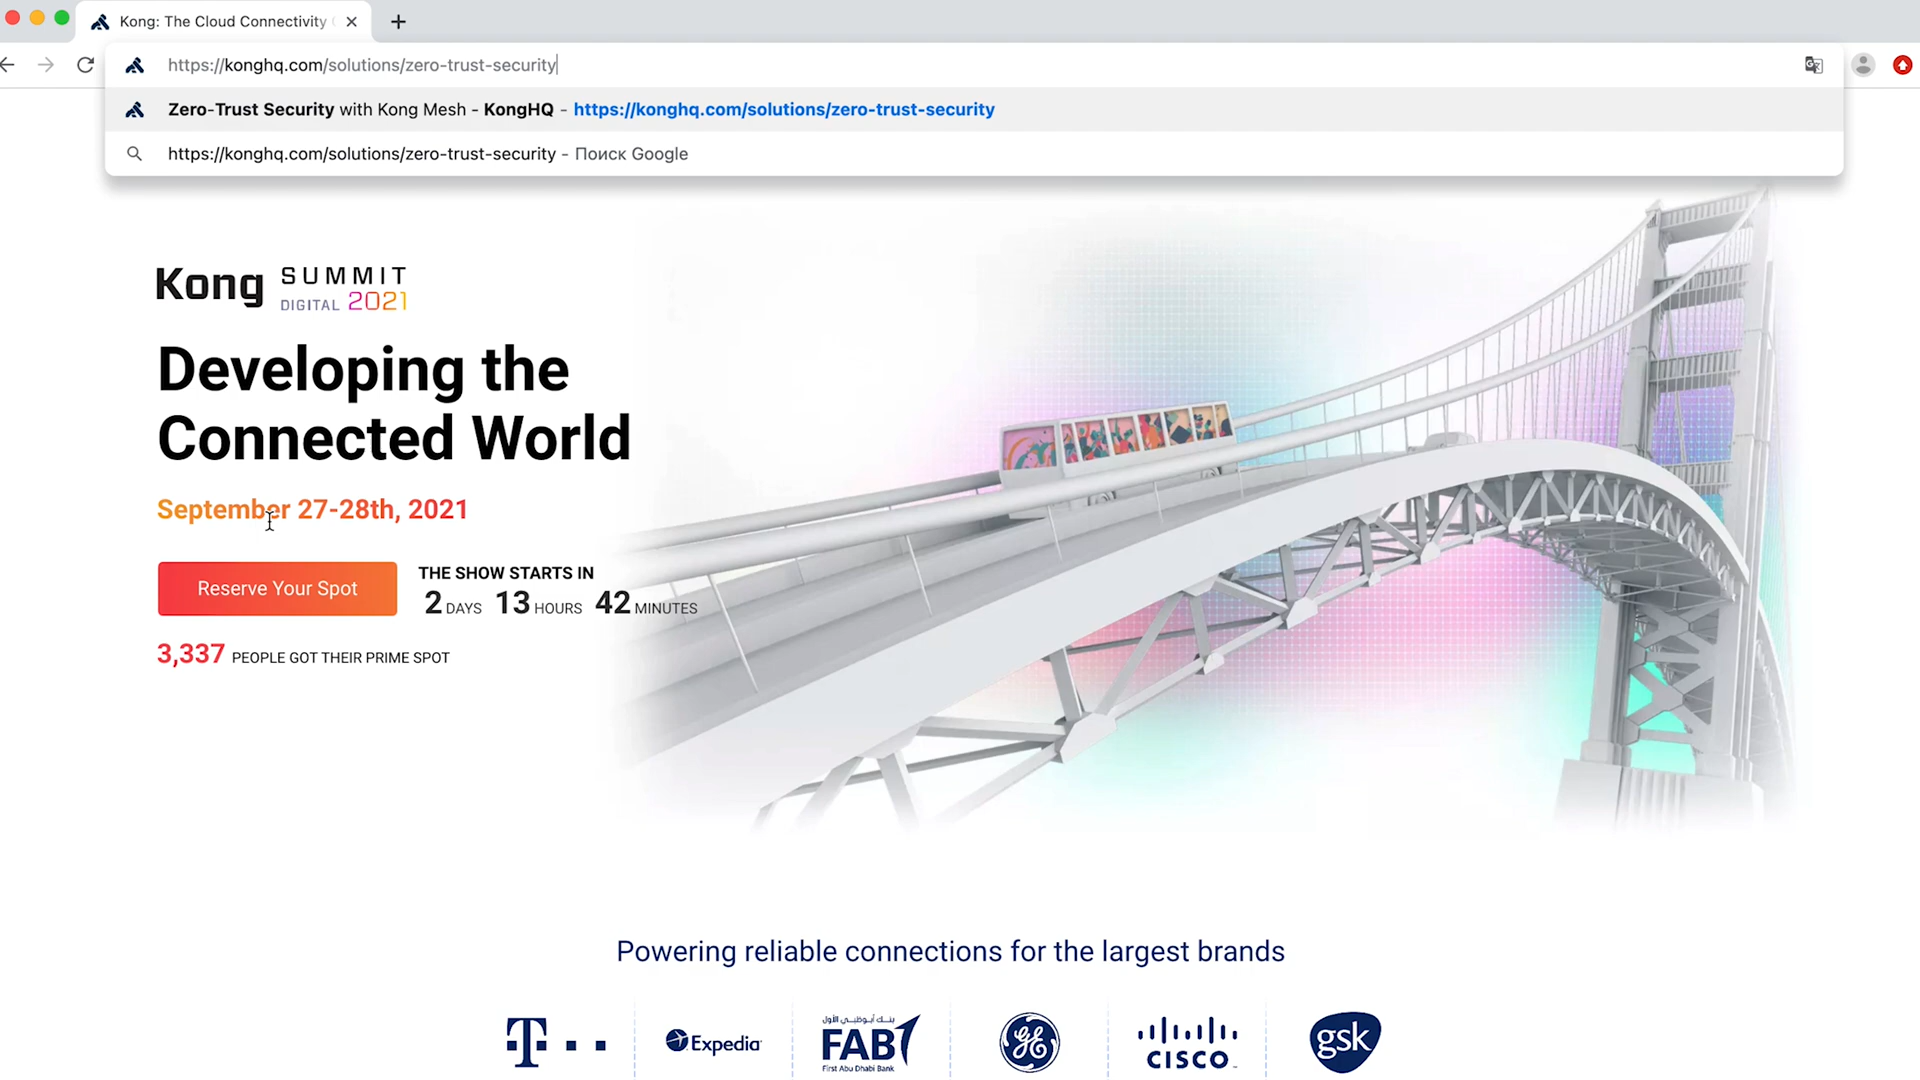 Kong: The Cloud Connectivity
https://konghq.com/solutions/zero-trust-security
Zero-Trust Security with Kong Mesh - KongHQ - https://konghq.com/solutions/zero-trust-security
https://konghq.com/solutions/zero-trust-security - Поиск Google
Kong SUMMIT
DIGITAL 2021
Developing the
Connected World
September 27-28th, 2021
Reserve Your Spot
THE SHOW STARTS IN
2 DAYS 13 HOURS 42 MINUTES
3,337 PEOPLE GOT THEIR PRIME SPOT
Powering reliable connections for the largest brands
T
Expedia
بنك أبوظبي الأول
FAB
First Abu Dhabi Bank
GE
CISCO
gsk